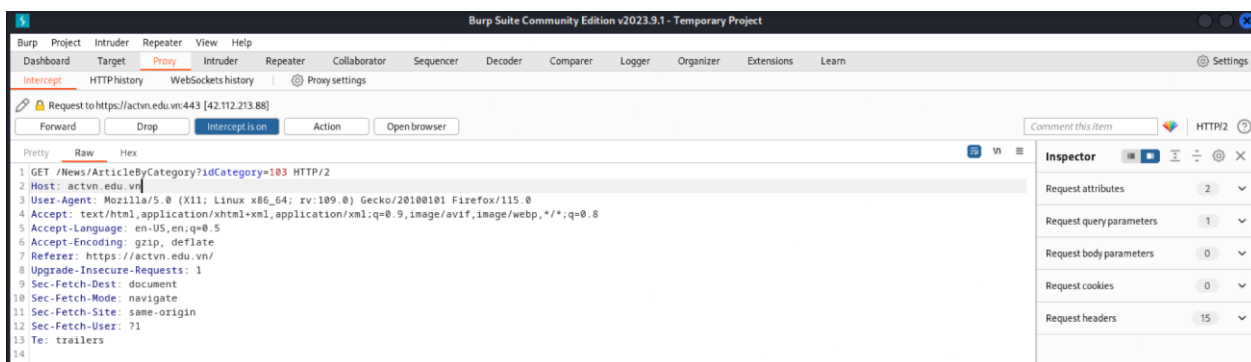 Burp Suite Community Edition v2023.9.1 - Temporary Project
Burp Project Intruder Repeater View Help
Dashboard Target Proxy Intruder Repeater Collaborator Sequencer Decoder Comparer Logger Organizer Extensions Learn Settings
Intercept HTTP history WebSockets history Proxy settings
Request to https://actvn.edu.vn:443 [42.112.213.88]
Forward Drop Intercept is on Action Open browser Comment this item HTTP/2
Pretty Raw Hex \n
1 GET /News/ArticleByCategory?idCategory=103 HTTP/2
2 Host: actvn.edu.vn
3 User-Agent: Mozilla/5.0 (X11; Linux x86_64; rv:109.0) Gecko/20100101 Firefox/115.0
4 Accept: text/html,application/xhtml+xml,application/xml;q=0.9,image/avif,image/webp,*/*;q=0.8
5 Accept-Language: en-US,en;q=0.5
6 Accept-Encoding: gzip, deflate
7 Referer: https://actvn.edu.vn/
8 Upgrade-Insecure-Requests: 1
9 Sec-Fetch-Dest: document
10 Sec-Fetch-Mode: navigate
11 Sec-Fetch-Site: same-origin
12 Sec-Fetch-User: ?1
13 Te: trailers
14
Inspector
Request attributes 2
Request query parameters 1
Request body parameters 0
Request cookies 0
Request headers 15